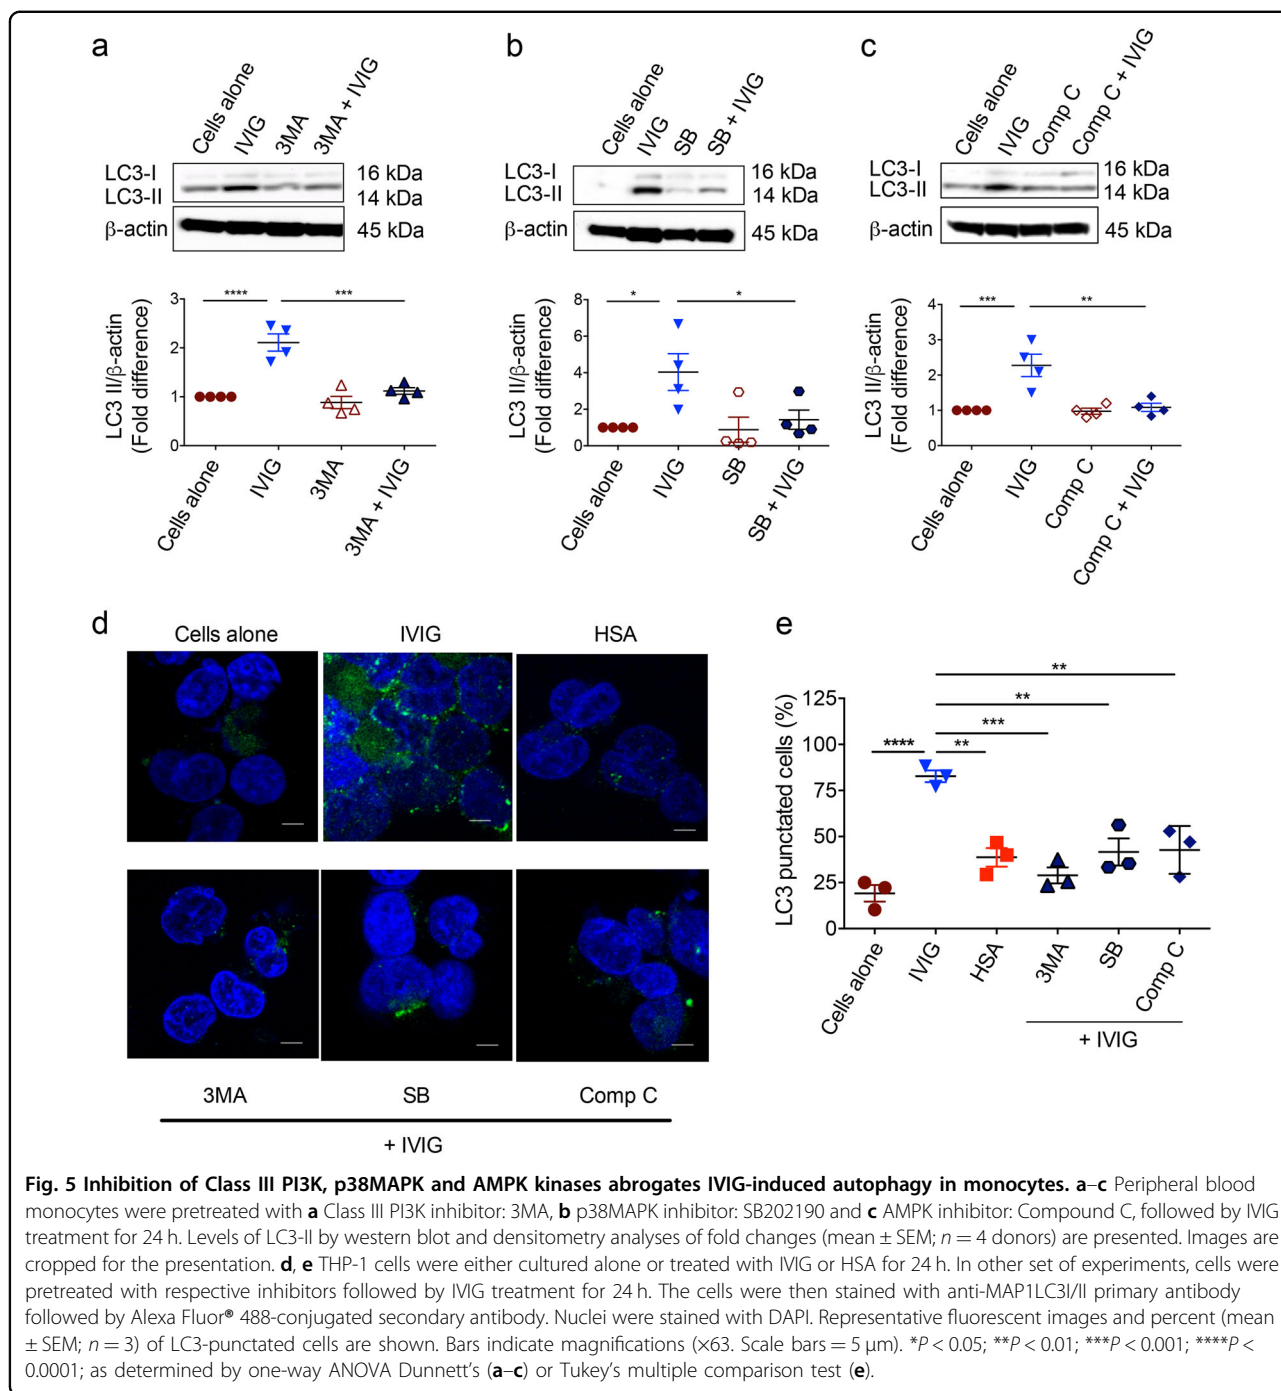 a
Cells alone
IVIG
3MA
3MA + IVIG
LC3-I
LC3-II
16 kDa
14 kDa
β-actin
45 kDa
LC3 II/β-actin
(Fold difference)
3
2
1
0
****
***
Cells alone
IVIG
3MA
3MA + IVIG
b
Cells alone
IVIG
SB
SB + IVIG
LC3-I
LC3-II
16 kDa
14 kDa
β-actin
45 kDa
LC3 II/β-actin
(Fold difference)
8
6
4
2
0
*
*
Cells alone
IVIG
SB
SB + IVIG
c
Cells alone
IVIG
Comp C
Comp C + IVIG
LC3-I
LC3-II
16 kDa
14 kDa
β-actin
45 kDa
LC3 II/β-actin
(Fold difference)
4
3
2
1
0
***
**
Cells alone
IVIG
Comp C
Comp C + IVIG
d
Cells alone
IVIG
HSA
3MA
SB
Comp C
+ IVIG
e
LC3 punctated cells (%)
125
100
75
50
25
0
****
**
***
**
**
Cells alone
IVIG
HSA
3MA
SB
Comp C
+ IVIG
Fig. 5 Inhibition of Class III PI3K, p38MAPK and AMPK kinases abrogates IVIG-induced autophagy in monocytes. a–c Peripheral blood
monocytes were pretreated with a Class III PI3K inhibitor: 3MA, b p38MAPK inhibitor: SB202190 and c AMPK inhibitor: Compound C, followed by IVIG
treatment for 24 h. Levels of LC3-II by western blot and densitometry analyses of fold changes (mean ± SEM; n = 4 donors) are presented. Images are
cropped for the presentation. d, e THP-1 cells were either cultured alone or treated with IVIG or HSA for 24 h. In other set of experiments, cells were
pretreated with respective inhibitors followed by IVIG treatment for 24 h. The cells were then stained with anti-MAP1LC3I/II primary antibody
followed by Alexa Fluor® 488-conjugated secondary antibody. Nuclei were stained with DAPI. Representative fluorescent images and percent (mean
± SEM; n = 3) of LC3-punctated cells are shown. Bars indicate magnifications (×63. Scale bars = 5 μm). *P < 0.05; **P < 0.01; ***P < 0.001; ****P <
0.0001; as determined by one-way ANOVA Dunnett's (a–c) or Tukey's multiple comparison test (e).